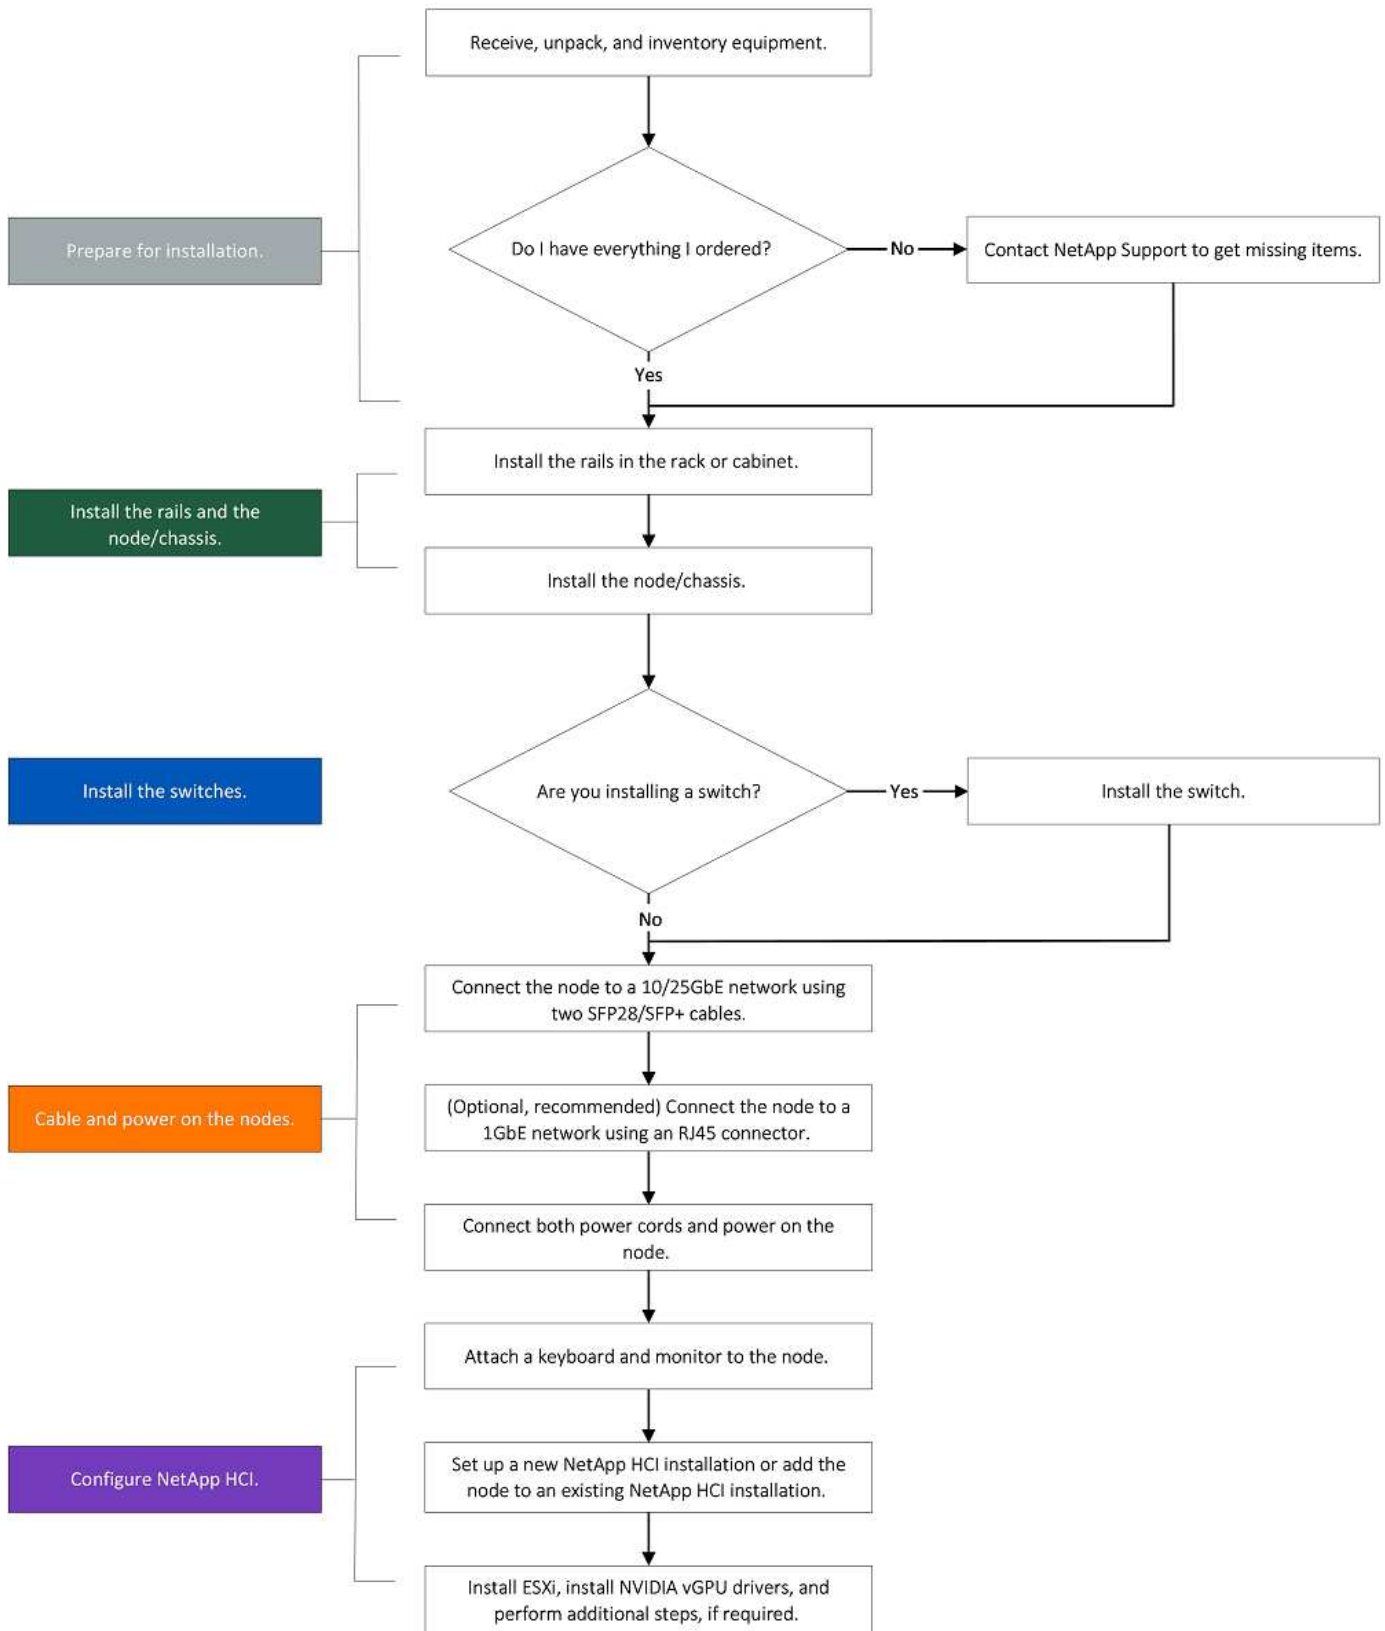 Receive, unpack, and inventory equipment.
Prepare for installation.
Do I have everything I ordered?
No
Contact NetApp Support to get missing items.
Yes
Install the rails in the rack or cabinet.
Install the rails and the
node/chassis.
Install the node/chassis.
Install the switches.
Are you installing a switch?
Yes
Install the switch.
No
Connect the node to a 10/25GbE network using
two SFP28/SFP+ cables.
Cable and power on the nodes.
(Optional, recommended) Connect the node to a
1GbE network using an RJ45 connector.
Connect both power cords and power on the
node.
Attach a keyboard and monitor to the node.
Configure NetApp HCI.
Set up a new NetApp HCI installation or add the
node to an existing NetApp HCI installation.
Install ESXi, install NVIDIA vGPU drivers, and
perform additional steps, if required.